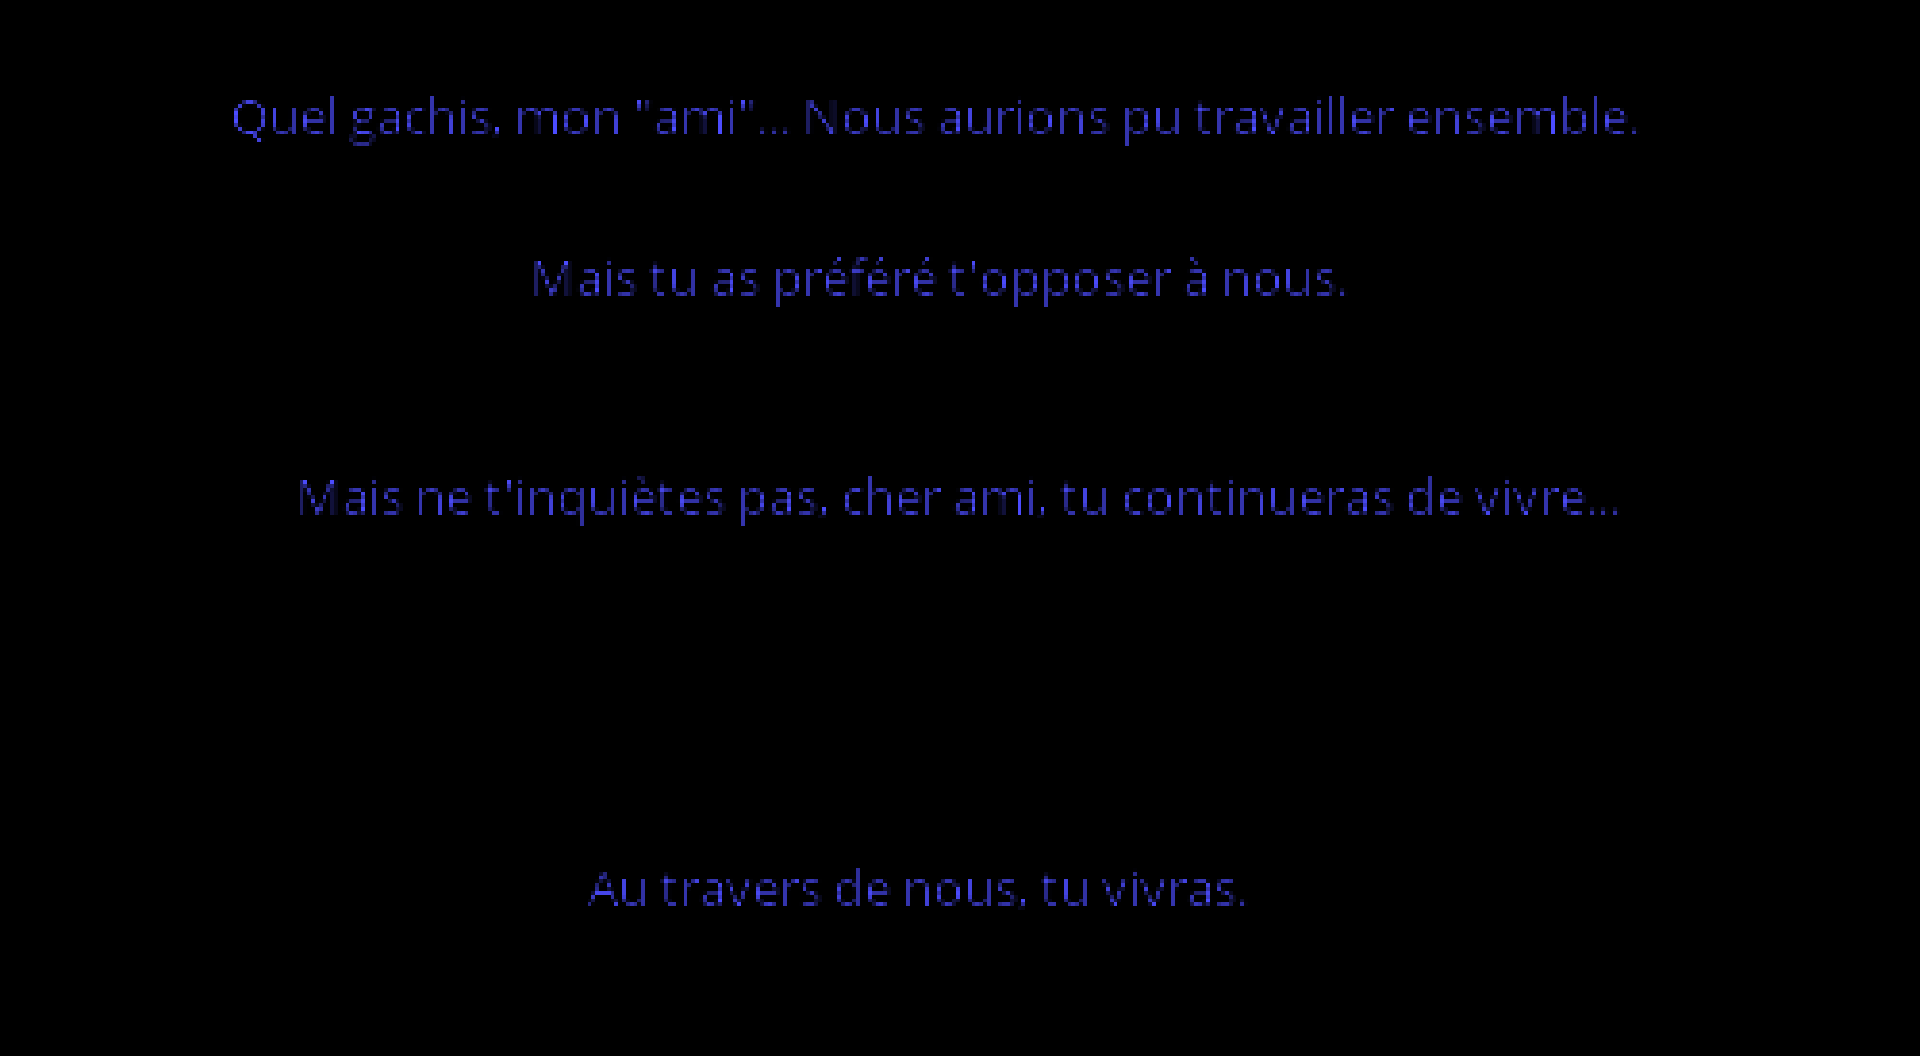 Quel gachis, mon "ami"... Nous aurions pu travailler ensemble.
Mais tu as préféré t'opposer à nous.
Mais ne t'inquiètes pas, cher ami, tu continueras de vivre...
Au travers de nous, tu vivras.